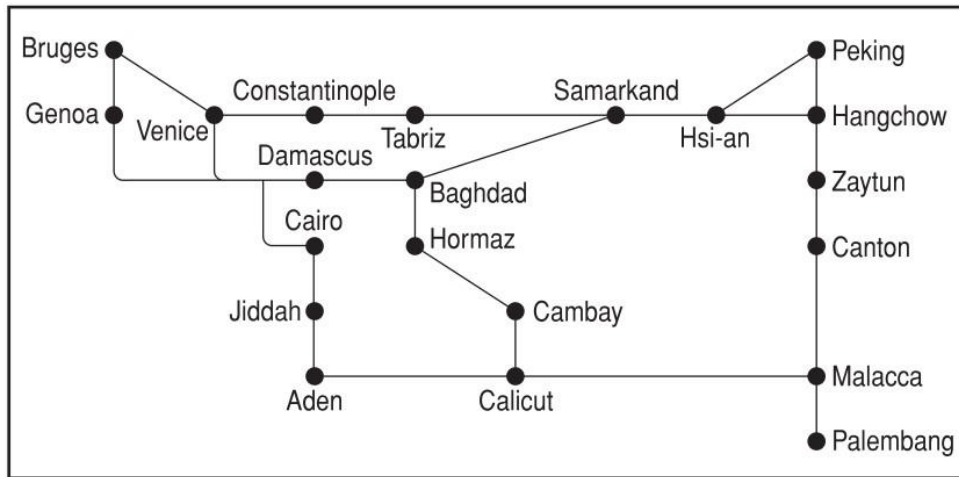 Bruges
Peking
Constantinople
Samarkand
Genoa
Venice
Tabriz
Hsi-an
Hangchow
Damascus
Baghdad
Zaytun
Cairo
Hormaz
Canton
Jiddah
Cambay
Aden
Calicut
Malacca
Palembang